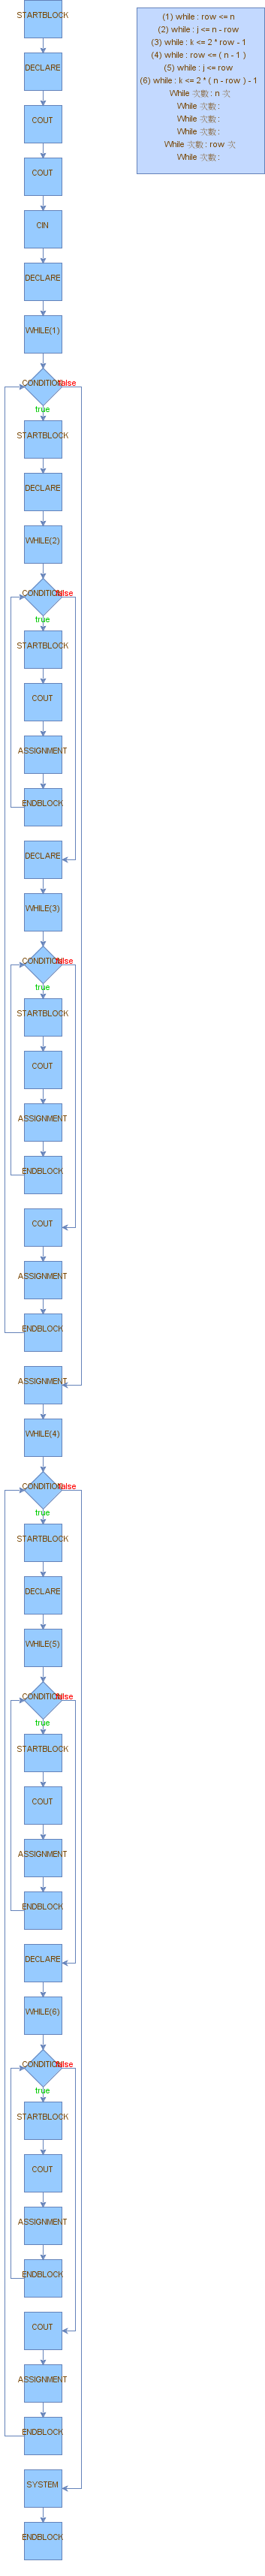 STARTBLOCK
DECLARE
COUT
COUT
CIN
DECLARE
WHILE(1)
CONDITION false
true
STARTBLOCK
DECLARE
WHILE(2)
CONDITION false
true
STARTBLOCK
COUT
ASSIGNMENT
ENDBLOCK
DECLARE
WHILE(3)
CONDITION false
true
STARTBLOCK
COUT
ASSIGNMENT
ENDBLOCK
COUT
ASSIGNMENT
ENDBLOCK
ASSIGNMENT
WHILE(4)
CONDITION false
true
STARTBLOCK
DECLARE
WHILE(5)
CONDITION false
true
STARTBLOCK
COUT
ASSIGNMENT
ENDBLOCK
DECLARE
WHILE(6)
CONDITION false
true
STARTBLOCK
COUT
ASSIGNMENT
ENDBLOCK
COUT
ASSIGNMENT
ENDBLOCK
SYSTEM
ENDBLOCK
(1) while : row <= n
(2) while : j <= n - row
(3) while : k <= 2 * row - 1
(4) while : row <= ( n - 1 )
(5) while : j <= row
(6) while : k <= 2 * ( n - row ) - 1
While 次數 : n 次
While 次數 :
While 次數 :
While 次數 :
While 次數 : row 次
While 次數 :